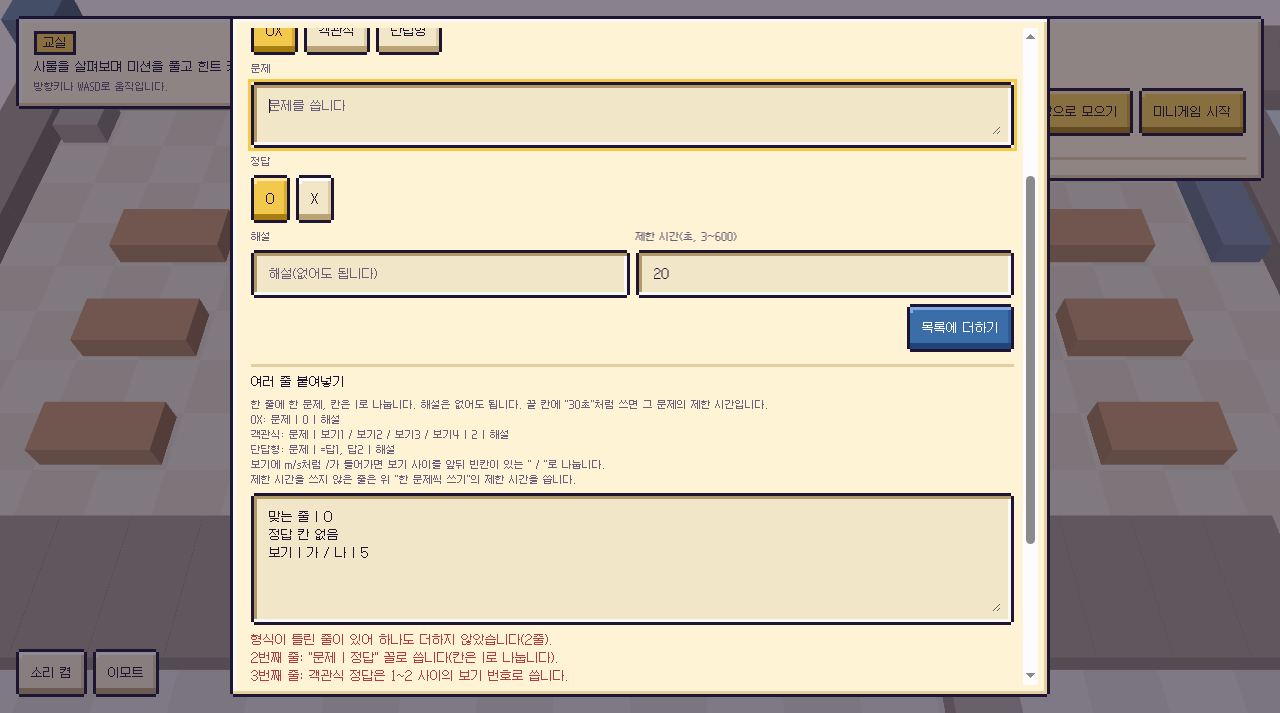 교실
사물을 살펴보며 미션을 풀고 힌트
방향키나 WASD로 움직입니다.
OX
객관식
단답형
문제
문제를 씁니다
정답
O
X
해설
제한 시간(초, 3~600)
해설(없어도 됩니다)
20
목록에 더하기
여러 줄 붙여넣기
한 줄에 한 문제, 칸은 |로 나눕니다. 해설은 없어도 됩니다. 끝 칸에 "30초"처럼 쓰면 그 문제의 제한 시간입니다.
OX: 문제 | O | 해설
객관식: 문제 | 보기1 / 보기2 / 보기3 / 보기4 | 2 | 해설
단답형: 문제 | =답1, 답2 | 해설
보기에 m/s처럼 /가 들어가면 보기 사이를 앞뒤 빈칸이 있는 " / "로 나눕니다.
제한 시간을 쓰지 않은 줄은 위 "한 문제씩 쓰기"의 제한 시간을 씁니다.
맞는 줄 | O
정답 칸 없음
보기 | 가 / 나 | 5
형식이 틀린 줄이 있어 하나도 더하지 않았습니다(2줄).
2번째 줄: "문제 | 정답" 꼴로 씁니다(칸은 |로 나눕니다).
3번째 줄: 객관식 정답은 1~2 사이의 보기 번호로 씁니다.
으로 모으기
미니게임 시작
소리 켬
이모트